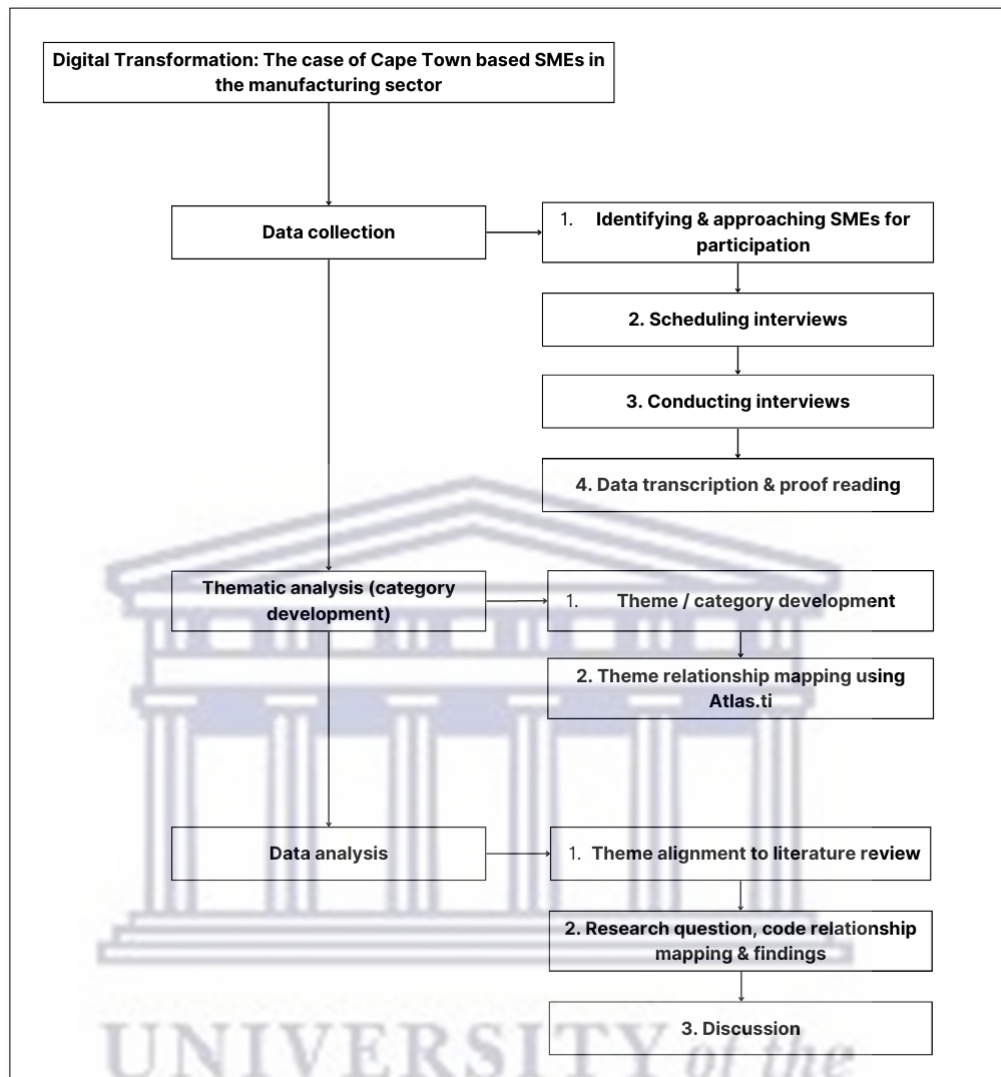 Digital Transformation: The case of Cape Town based SMEs in
the manufacturing sector
Data collection
1. Identifying & approaching SMEs for
participation
2. Scheduling interviews
3. Conducting interviews
4. Data transcription & proof reading
Thematic analysis (category
development)
1. Theme / category development
2. Theme relationship mapping using
Atlas.ti
Data analysis
1. Theme alignment to literature review
2. Research question, code relationship
mapping & findings
3. Discussion
UNIVERSITY of the